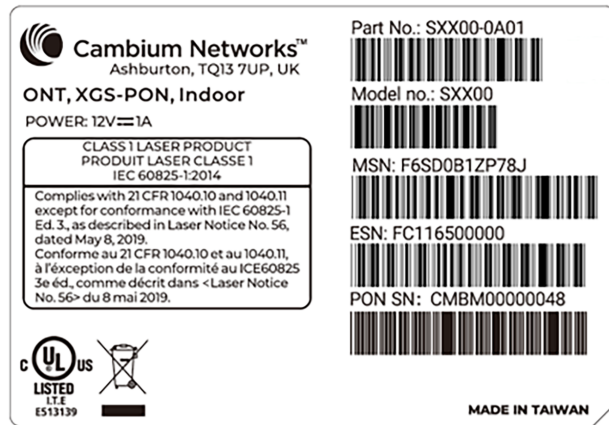 Cambium Networks™
Ashburton, TQ13 7UP, UK
ONT, XGS-PON, Indoor
POWER: 12V⎓1A
CLASS 1 LASER PRODUCT
PRODUIT LASER CLASSE 1
IEC 60825-1:2014
Complies with 21 CFR 1040.10 and 1040.11
except for conformance with IEC 60825-1
Ed. 3., as described in Laser Notice No. 56,
dated May 8, 2019.
Conforme au 21 CFR 1040.10 et au 1040.11,
à l'éxception de la conformité au ICE60825
3e éd., comme décrit dans <Laser Notice
No. 56> du 8 mai 2019.
C UL US
LISTED
I.T.E
E513139
Part No.: SXX00-0A01
Model no.: SXX00
MSN: F6SD0B1ZP78J
ESN: FC116500000
PON SN: CMBM00000048
MADE IN TAIWAN